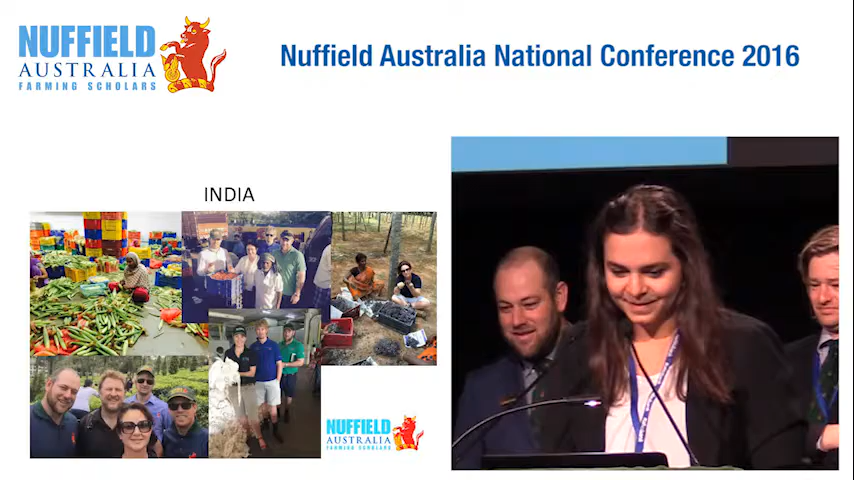 NUFFIELD
AUSTRALIA
FARMING SCHOLARS
Nuffield Australia National Conference 2016
INDIA
NUFFIELD
AUSTRALIA
FARMING SCHOLARS